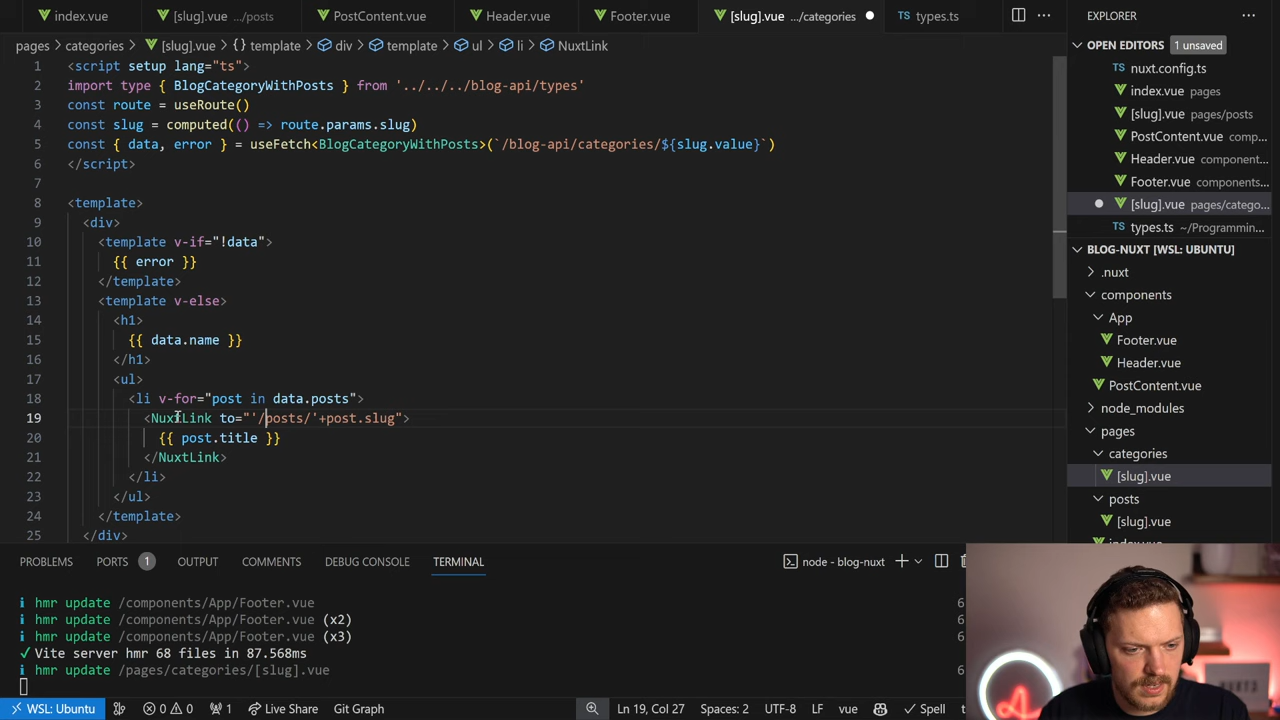 index.vue
[slug].vue .../posts
PostContent.vue
Header.vue
Footer.vue
[slug].vue .../categories
types.ts
pages
categories
[slug].vue
template
div
template
ul
li
NuxtLink
1 <script setup lang="ts">
2 import type { BlogCategoryWithPosts } from '../../../blog-api/types'
3 const route = useRoute()
4 const slug = computed(() => route.params.slug)
5 const { data, error } = useFetch<BlogCategoryWithPosts>(`/blog-api/categories/${slug.value}`)
6 </script>
7
8 <template>
9 <div>
10 <template v-if="!data">
11 {{ error }}
12 </template>
13 <template v-else>
14 <h1>
15 {{ data.name }}
16 </h1>
17 <ul>
18 <li v-for="post in data.posts">
19 <NuxtLink to="'/posts/'+post.slug">
20 {{ post.title }}
21 </NuxtLink>
22 </li>
23 </ul>
24 </template>
25 </div>
EXPLORER
OPEN EDITORS 1 unsaved
nuxt.config.ts
index.vue pages
[slug].vue pages/posts
PostContent.vue comp...
Header.vue component...
Footer.vue components...
[slug].vue pages/catego...
types.ts ~/Programmin...
BLOG-NUXT [WSL: UBUNTU]
.nuxt
components
App
Footer.vue
Header.vue
PostContent.vue
node_modules
pages
categories
[slug].vue
posts
[slug].vue
PROBLEMS
PORTS 1
OUTPUT
COMMENTS
DEBUG CONSOLE
TERMINAL
node - blog-nuxt
hmr update /components/App/Footer.vue
hmr update /components/App/Footer.vue (x2)
hmr update /components/App/Footer.vue (x3)
✓ Vite server hmr 68 files in 87.568ms
hmr update /pages/categories/[slug].vue
6
6
6
6
WSL: Ubuntu
0
0
1
Live Share
Git Graph
Ln 19, Col 27
Spaces: 2
UTF-8
LF
vue
Spell